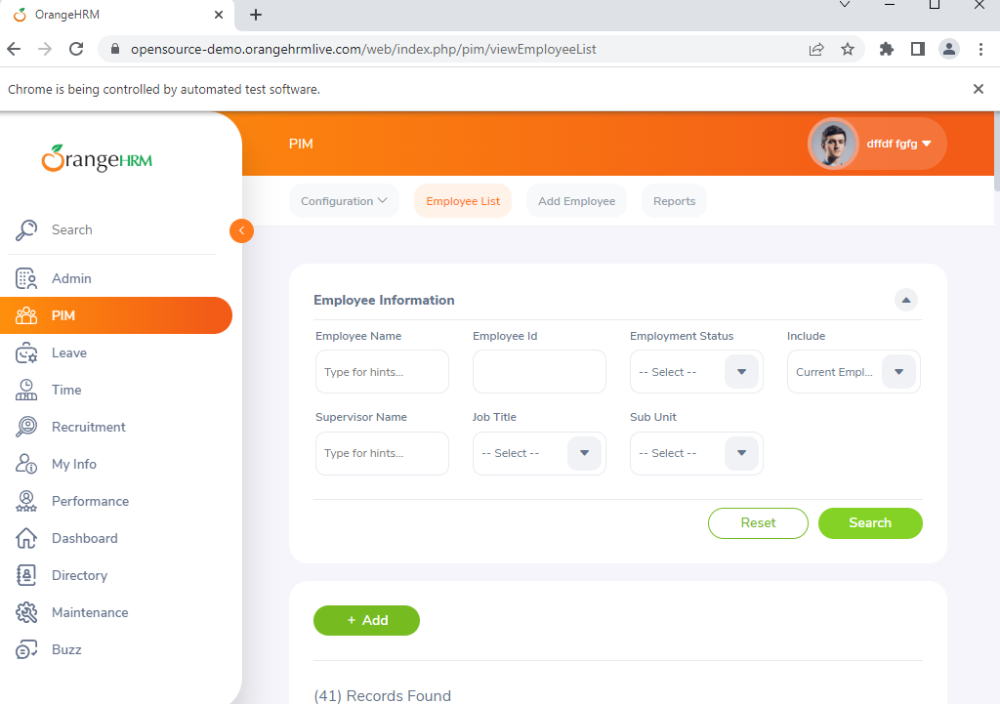 OrangeHRM
opensource-demo.orangehrmlive.com/web/index.php/pim/viewEmployeeList
Chrome is being controlled by automated test software.
OrangeHRM
PIM
dffdf fgfg
Configuration
Employee List
Add Employee
Reports
Search
Admin
PIM
Leave
Time
Recruitment
My Info
Performance
Dashboard
Directory
Maintenance
Buzz
Employee Information
Employee Name
Employee Id
Employment Status
Include
Type for hints...
-- Select --
Current Empl...
Supervisor Name
Job Title
Sub Unit
Type for hints...
-- Select --
-- Select --
Reset
Search
+ Add
(41) Records Found